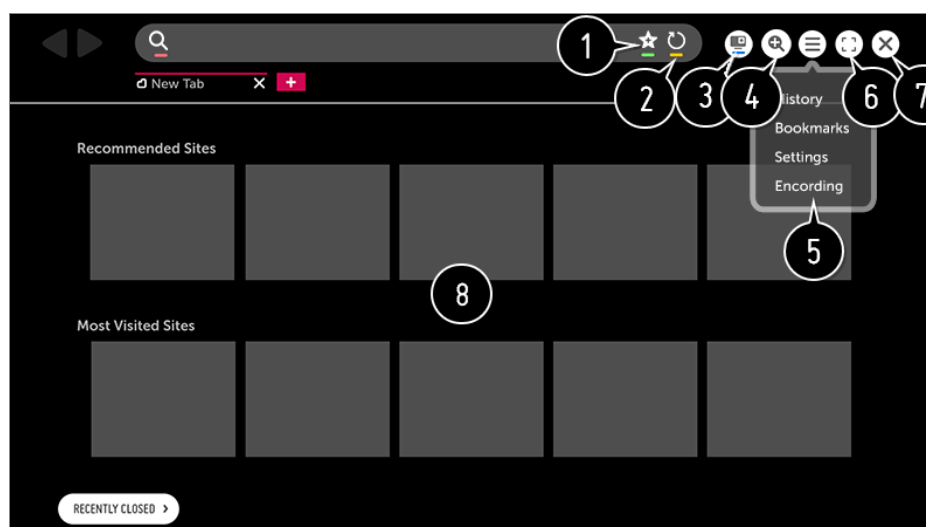 1
New Tab
2
3
4
6
7
History
Bookmarks
Recommended Sites
Settings
Encording
5
8
Most Visited Sites
RECENTLY CLOSED >